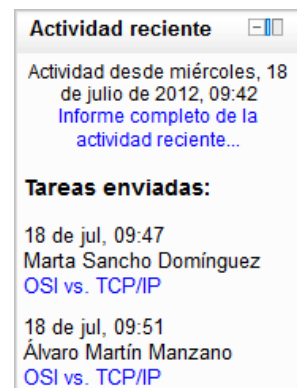 Actividad reciente
Actividad desde miércoles, 18
de julio de 2012, 09:42
Informe completo de la
actividad reciente...
Tareas enviadas:
18 de jul, 09:47
Marta Sancho Domínguez
OSI vs. TCP/IP
18 de jul, 09:51
Álvaro Martín Manzano
OSI vs. TCP/IP